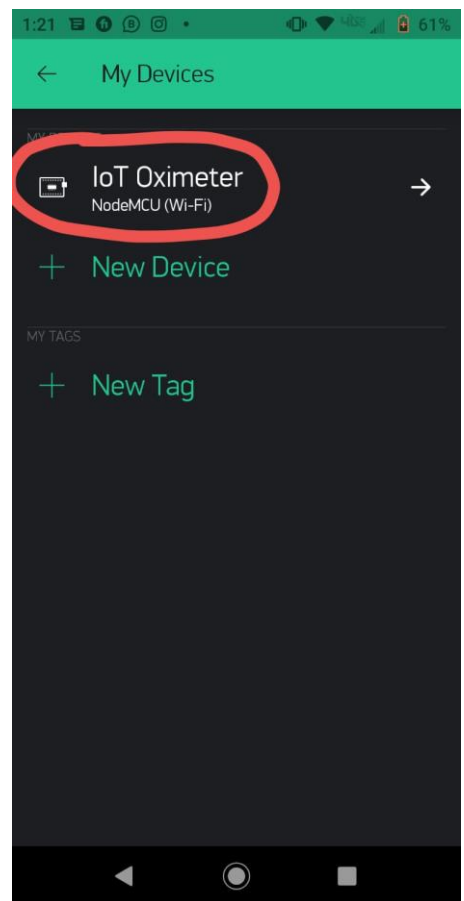 1:21 61%
My Devices
IoT Oximeter
NodeMCU (Wi-Fi)
New Device
MY TAGS
New Tag